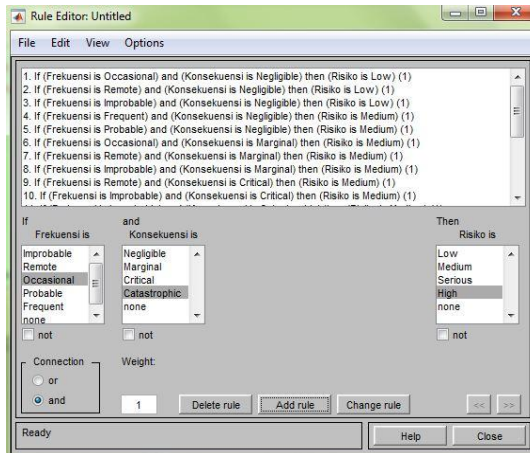 Rule Editor: Untitled
File Edit View Options
1. If (Frekuensi is Occasional) and (Konsekuensi is Negligible) then (Risiko is Low) (1)
2. If (Frekuensi is Remote) and (Konsekuensi is Negligible) then (Risiko is Low) (1)
3. If (Frekuensi is Improbable) and (Konsekuensi is Negligible) then (Risiko is Low) (1)
4. If (Frekuensi is Frequent) and (Konsekuensi is Negligible) then (Risiko is Medium) (1)
5. If (Frekuensi is Probable) and (Konsekuensi is Negligible) then (Risiko is Medium) (1)
6. If (Frekuensi is Occasional) and (Konsekuensi is Marginal) then (Risiko is Medium) (1)
7. If (Frekuensi is Remote) and (Konsekuensi is Marginal) then (Risiko is Medium) (1)
8. If (Frekuensi is Improbable) and (Konsekuensi is Marginal) then (Risiko is Medium) (1)
9. If (Frekuensi is Remote) and (Konsekuensi is Critical) then (Risiko is Medium) (1)
10. If (Frekuensi is Improbable) and (Konsekuensi is Critical) then (Risiko is Medium) (1)
If and Then
Frekuensi is Konsekuensi is Risiko is
Improbable Negligible Low
Remote Marginal Medium
Occasional Critical Serious
Probable Catastrophic High
Frequent none none
none
not not not
Connection Weight:
or
and 1 Delete rule Add rule Change rule << >>
Ready Help Close